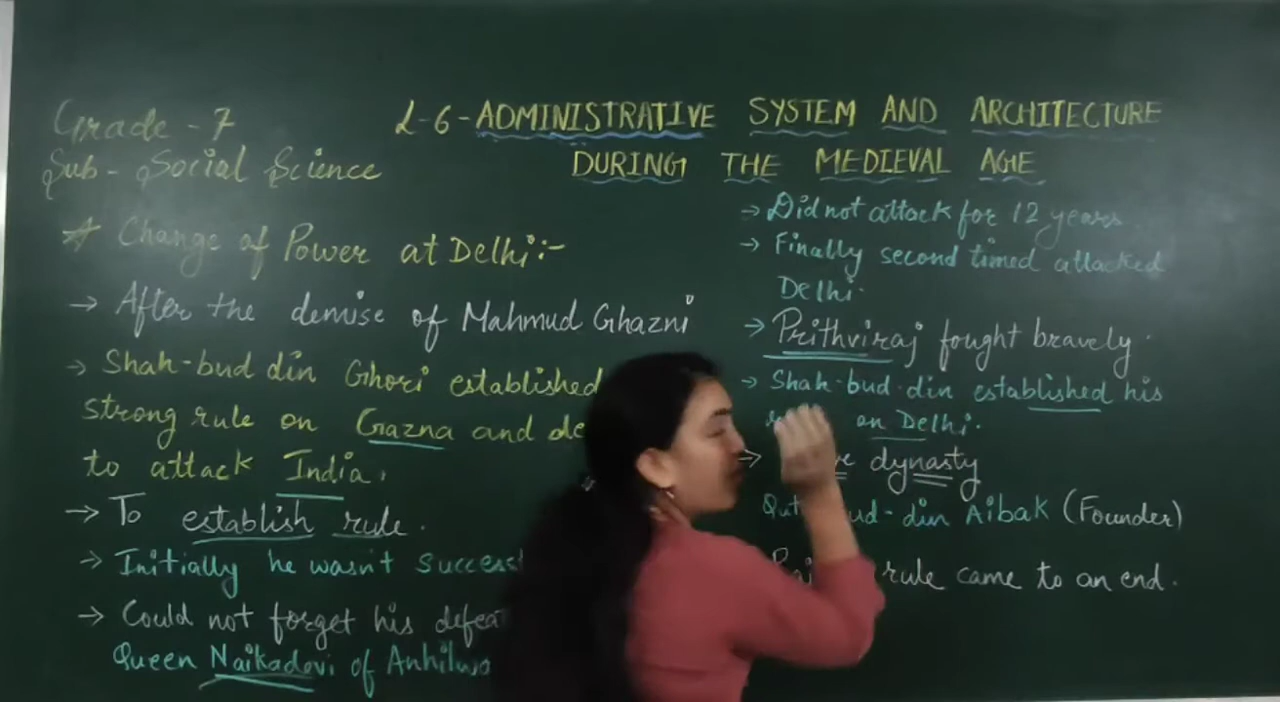 Grade - 7
Sub - Social Science
L-6-ADMINISTRATIVE SYSTEM AND ARCHITECTURE
DURING THE MEDIEVAL AGE
☆ Change of Power at Delhi:-
→ After the demise of Mahmud Ghazni
→ Shah-bud din Ghori established
strong rule on Gazna and
to attack India.
→ To establish rule.
→ Initially he wasn't
→ Could not forget his
Queen Naikadevi of
→ Did not attack for 12 years
→ Finally second timed attacked
Delhi.
→ Prithviraj fought bravely.
→ Shah-bud-din established his
on Delhi.
→ dynasty
ud-din Aibak (Founder)
rule came to an end.